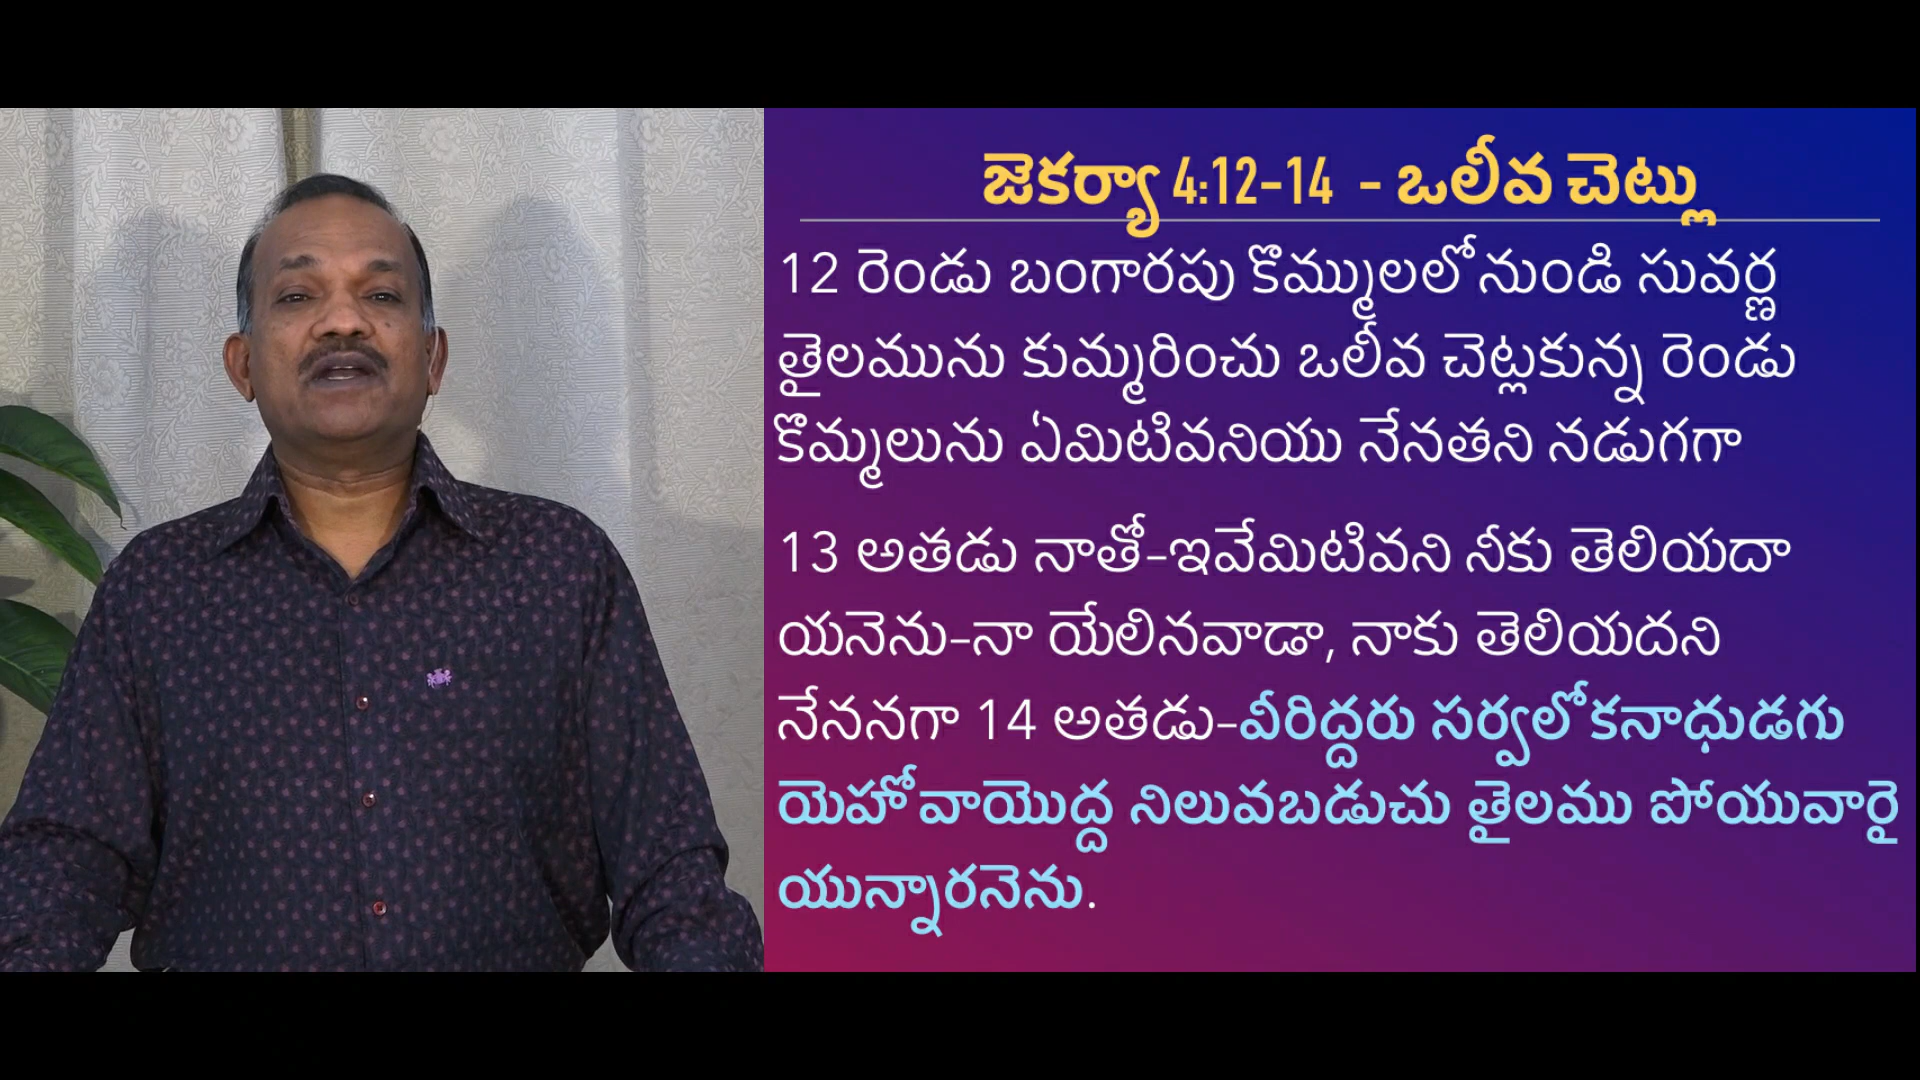 జెకర్యా 4:12-14 - ఒలీవ చెట్లు
12 రెండు బంగారపు కొమ్ములలోనుండి సువర్ణ
తైలమును కుమ్మరించు ఒలీవ చెట్లకున్న రెండు
కొమ్మలును ఏమిటివనియు నేనతని నడుగగా
13 అతడు నాతో-ఇవేమిటివని నీకు తెలియదా
యనెను-నా యేలినవాడా, నాకు తెలియదని
నేననగా 14 అతడు-వీరిద్దరు సర్వలోకనాధుడగు
యెహోవాయొద్ద నిలువబడుచు తైలము పోయువారై
యున్నారనెను.